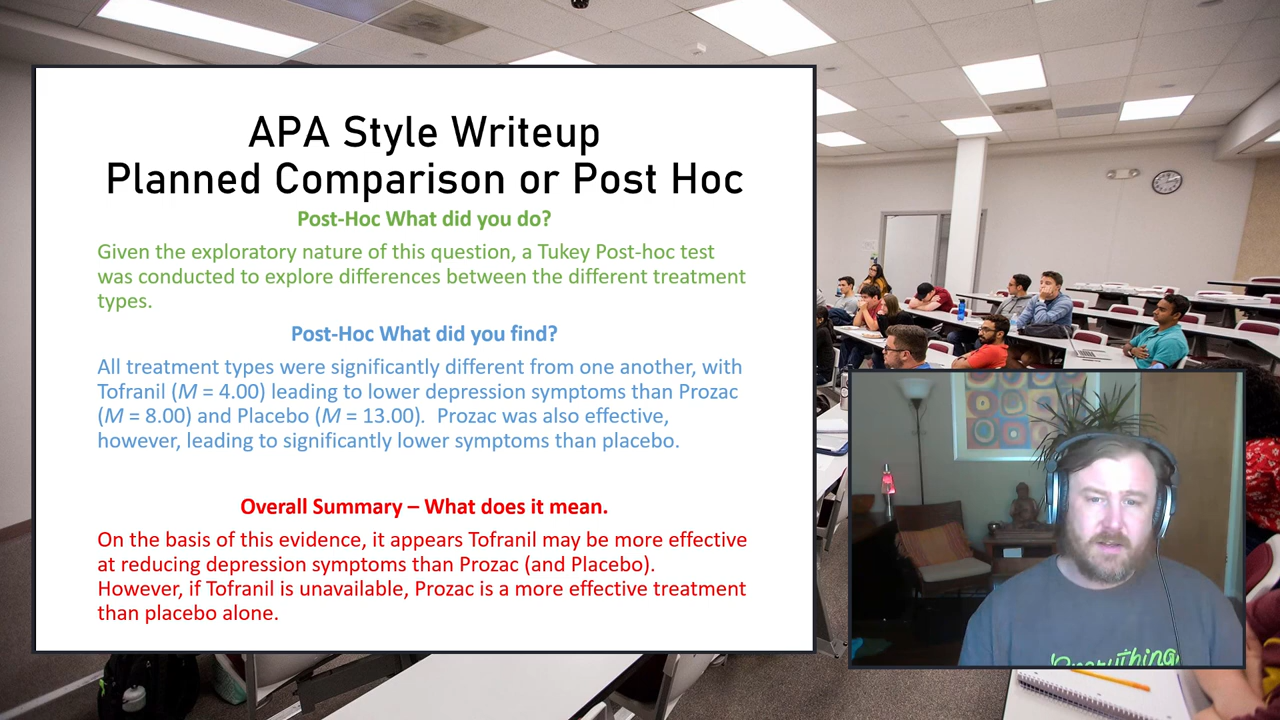 APA Style Writeup
Planned Comparison or Post Hoc
Post-Hoc What did you do?
Given the exploratory nature of this question, a Tukey Post-hoc test
was conducted to explore differences between the different treatment
types.
Post-Hoc What did you find?
All treatment types were significantly different from one another, with
Tofranil (M = 4.00) leading to lower depression symptoms than Prozac
(M = 8.00) and Placebo (M = 13.00).  Prozac was also effective,
however, leading to significantly lower symptoms than placebo.
Overall Summary – What does it mean.
On the basis of this evidence, it appears Tofranil may be more effective
at reducing depression symptoms than Prozac (and Placebo).
However, if Tofranil is unavailable, Prozac is a more effective treatment
than placebo alone.
Everything